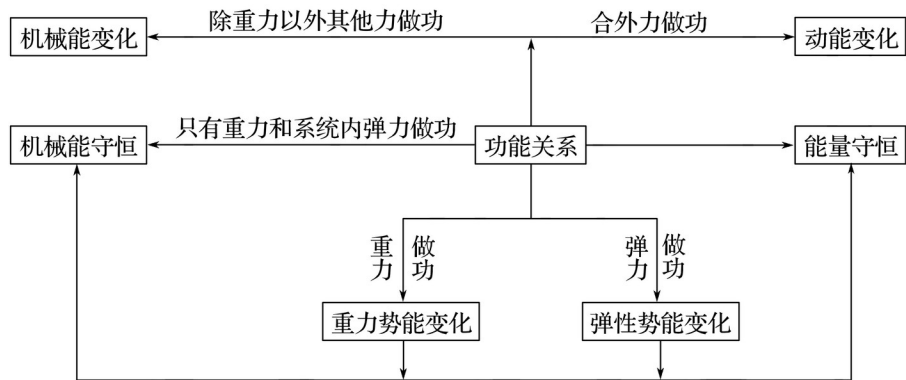 除重力以外其他力做功
合外力做功
机械能变化
动能变化
只有重力和系统内弹力做功
机械能守恒
功能关系
能量守恒
重力
做功
弹力
做功
重力势能变化
弹性势能变化